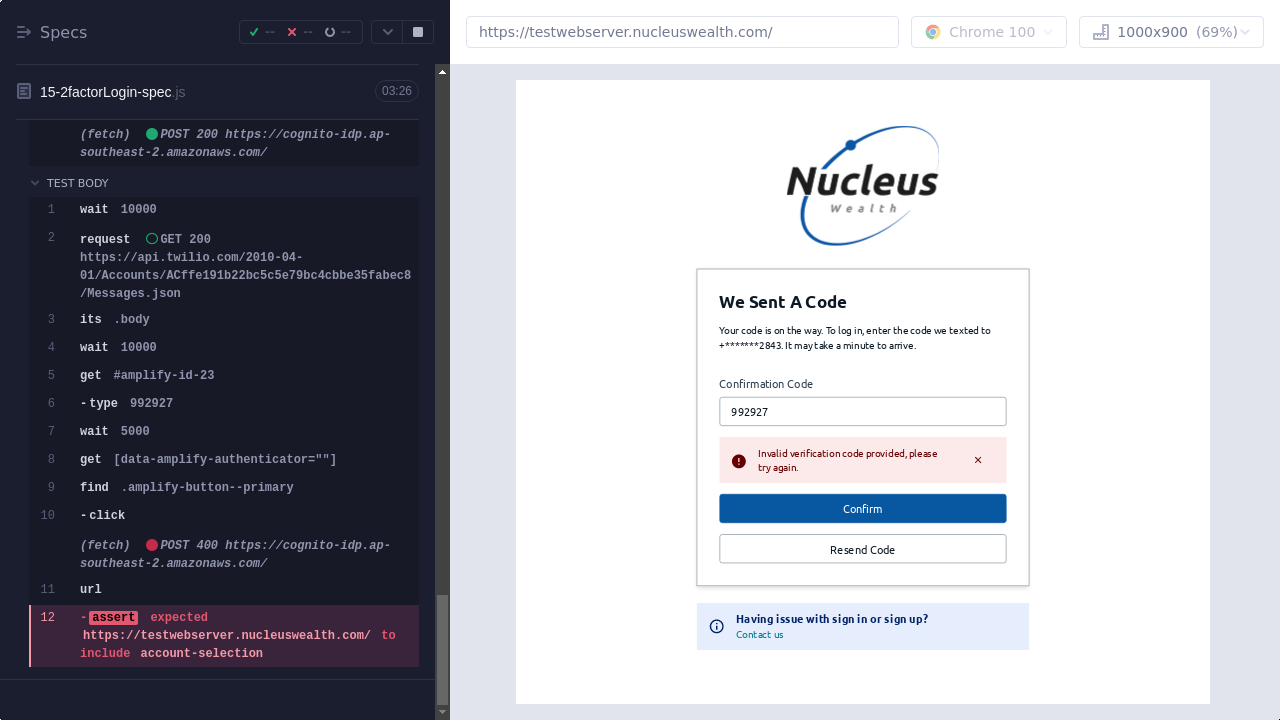 Specs
--
--
--
https://testwebserver.nucleuswealth.com/
Chrome 100
1000x900 (69%)
15-2factorLogin-spec.js
03:26
(fetch) POST 200 https://cognito-idp.ap-
southeast-2.amazonaws.com/
TEST BODY
1 wait 10000
2 request GET 200
https://api.twilio.com/2010-04-
01/Accounts/ACffe191b22bc5c5e79bc4cbbe35fabec8
/Messages.json
3 its .body
4 wait 10000
5 get #amplify-id-23
6 -type 992927
7 wait 5000
8 get [data-amplify-authenticator=""]
9 find .amplify-button--primary
10 -click
(fetch) POST 400 https://cognito-idp.ap-
southeast-2.amazonaws.com/
11 url
12 -assert expected
https://testwebserver.nucleuswealth.com/ to
include account-selection
Nucleus
Wealth
We Sent A Code
Your code is on the way. To log in, enter the code we texted to
+*******2843. It may take a minute to arrive.
Confirmation Code
992927
Invalid verification code provided, please
try again.
Confirm
Resend Code
Having issue with sign in or sign up?
Contact us